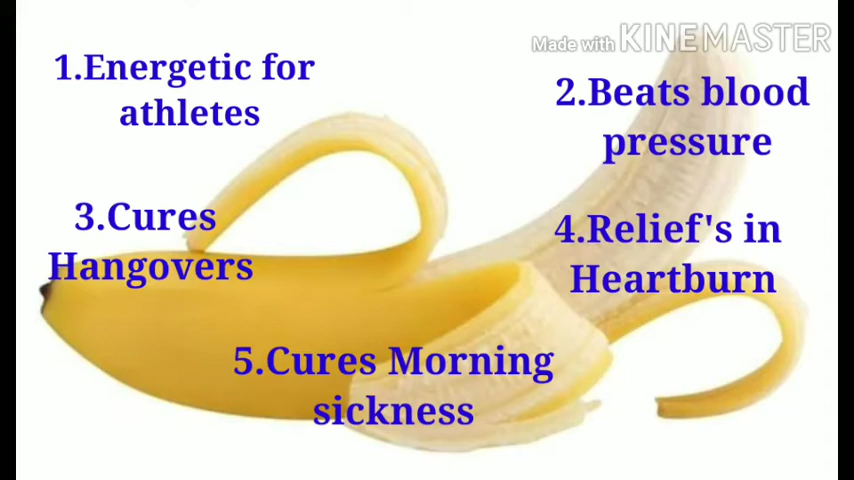 Made with KINEMASTER
1.Energetic for
athletes
2.Beats blood
pressure
3.Cures
Hangovers
4.Relief's in
Heartburn
5.Cures Morning
sickness